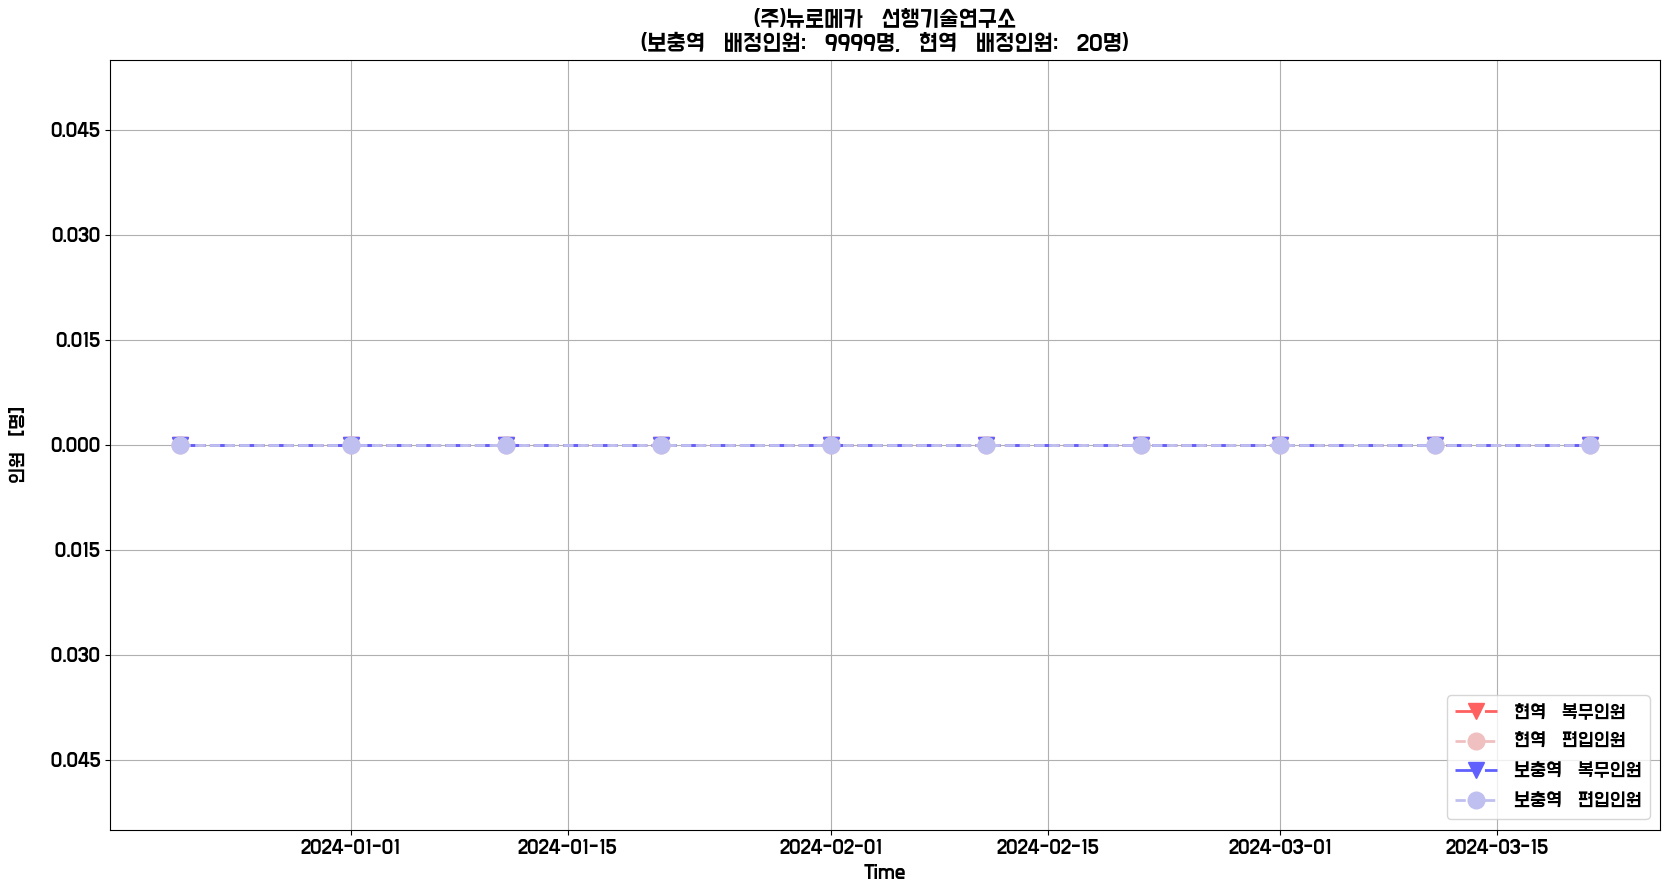 (주)뉴로메카 선행기술연구소
(보충역 배정인원: 9999명, 현역 배정인원: 20명)
0.045
0.030
0.015
0.000
0.015
0.030
0.045
인원 [명]
현역 복무인원
현역 편입인원
보충역 복무인원
보충역 편입인원
2024-01-01 2024-01-15 2024-02-01 2024-02-15 2024-03-01 2024-03-15
Time